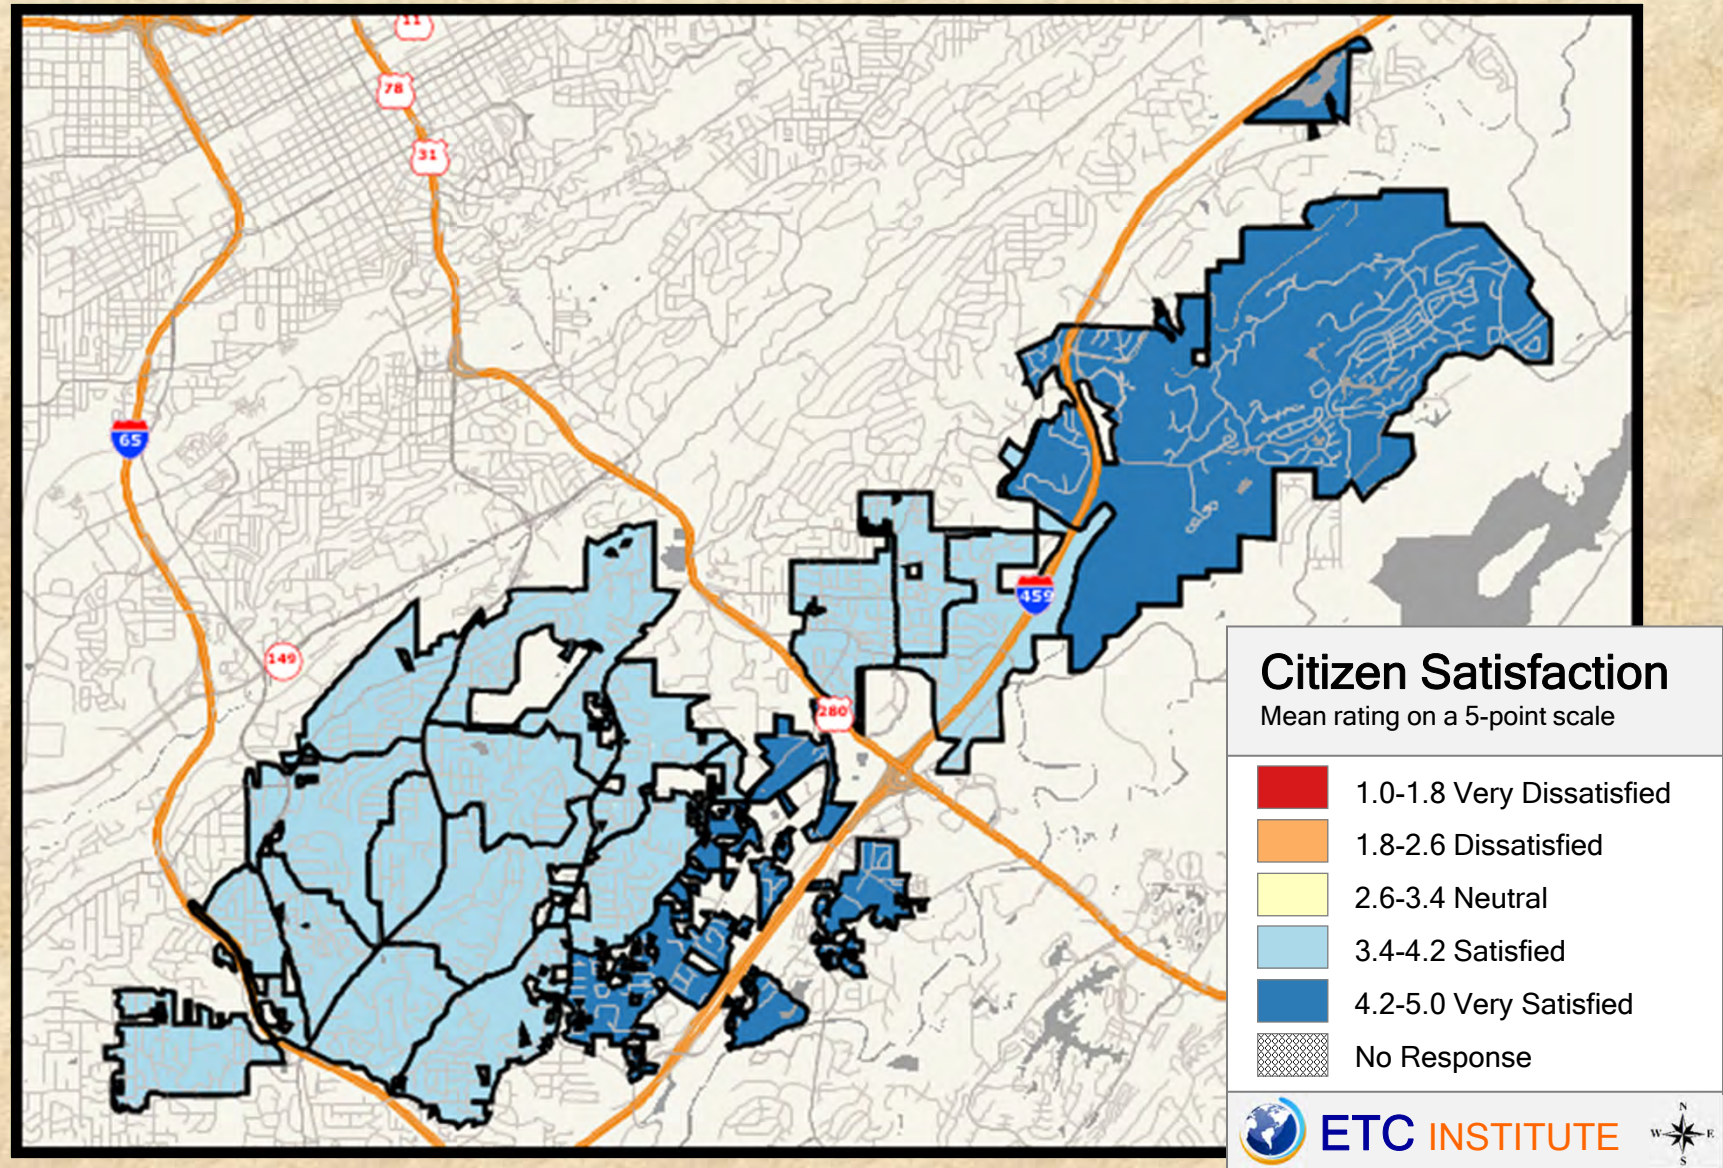 11
78
31
65
149
459
280
Citizen Satisfaction
Mean rating on a 5-point scale
1.0-1.8 Very Dissatisfied
1.8-2.6 Dissatisfied
2.6-3.4 Neutral
3.4-4.2 Satisfied
4.2-5.0 Very Satisfied
No Response
ETC INSTITUTE
N
W E
S